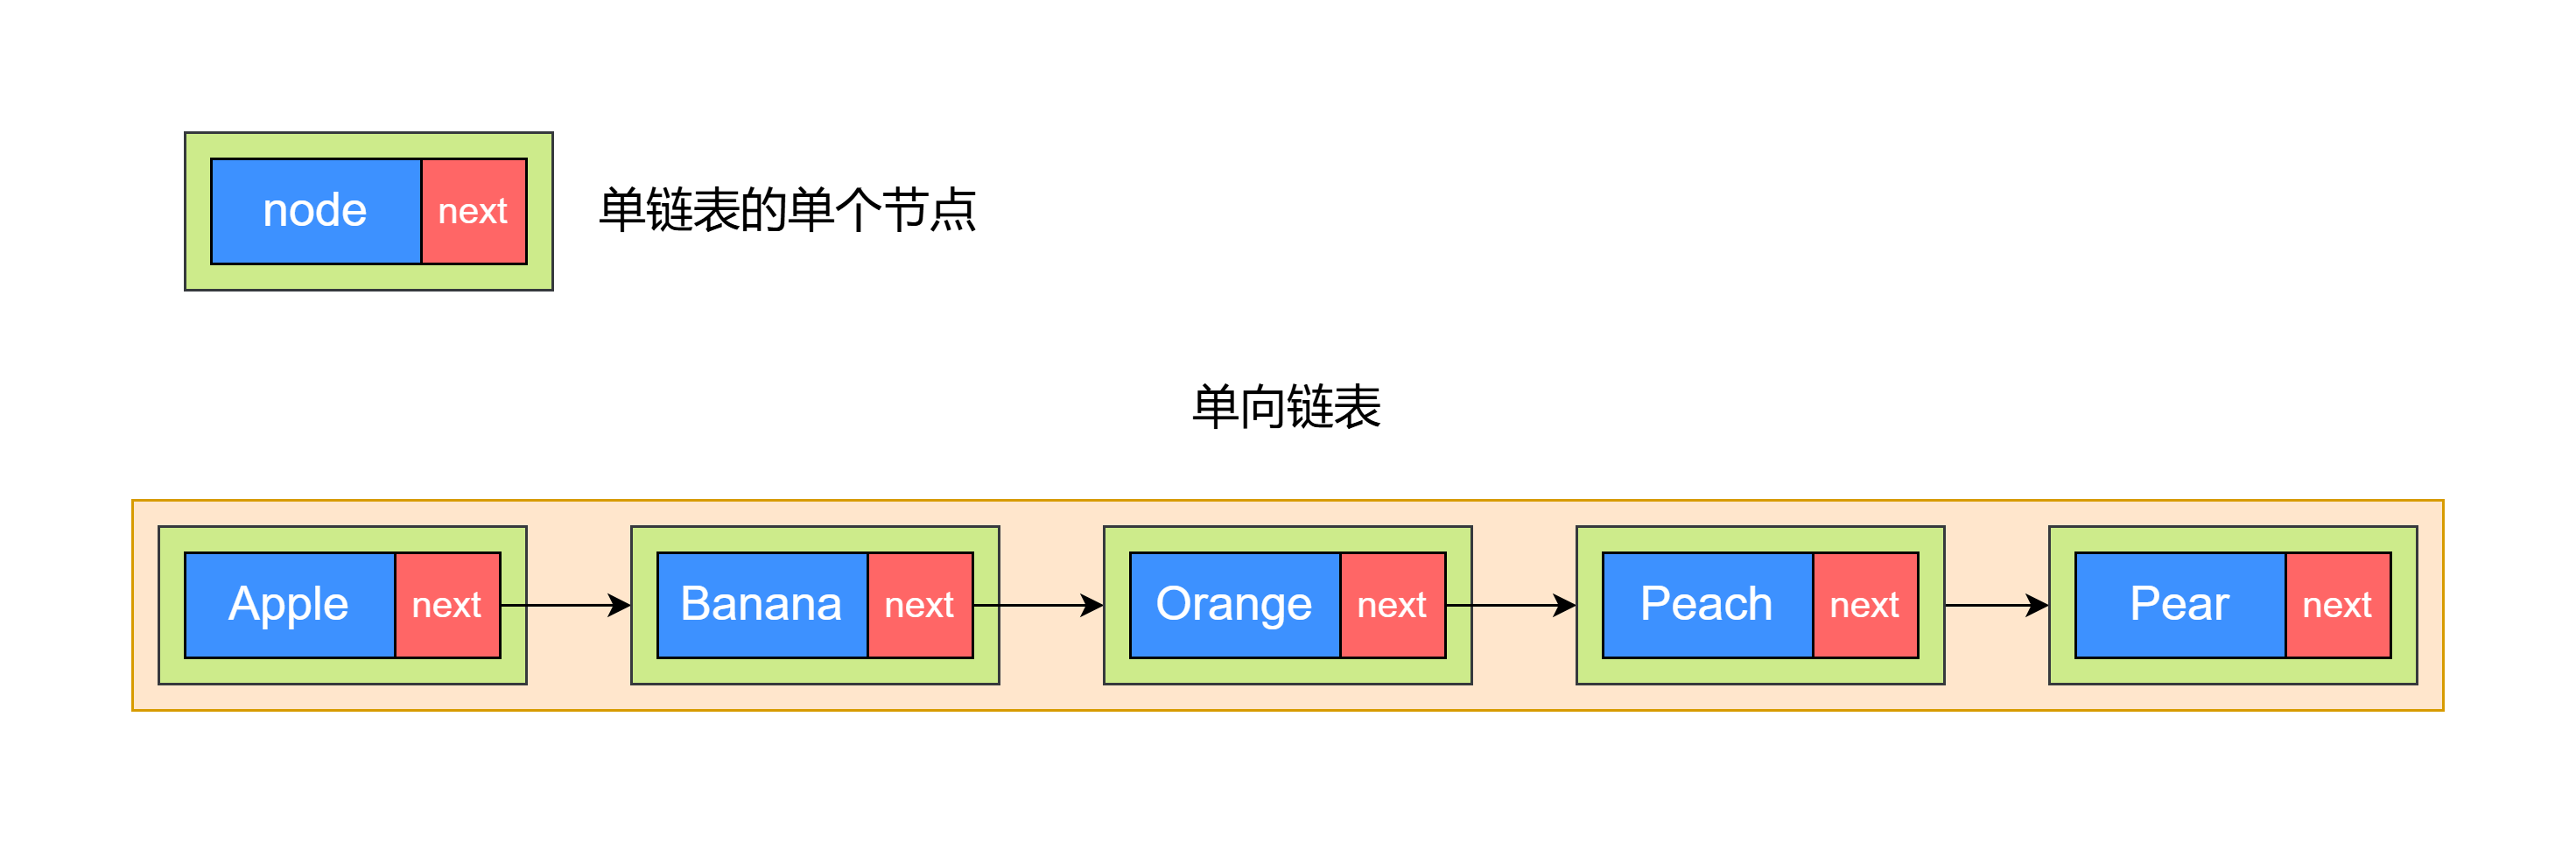 node next 单链表的单个节点
单向链表
Apple next Banana next Orange next Peach next Pear next